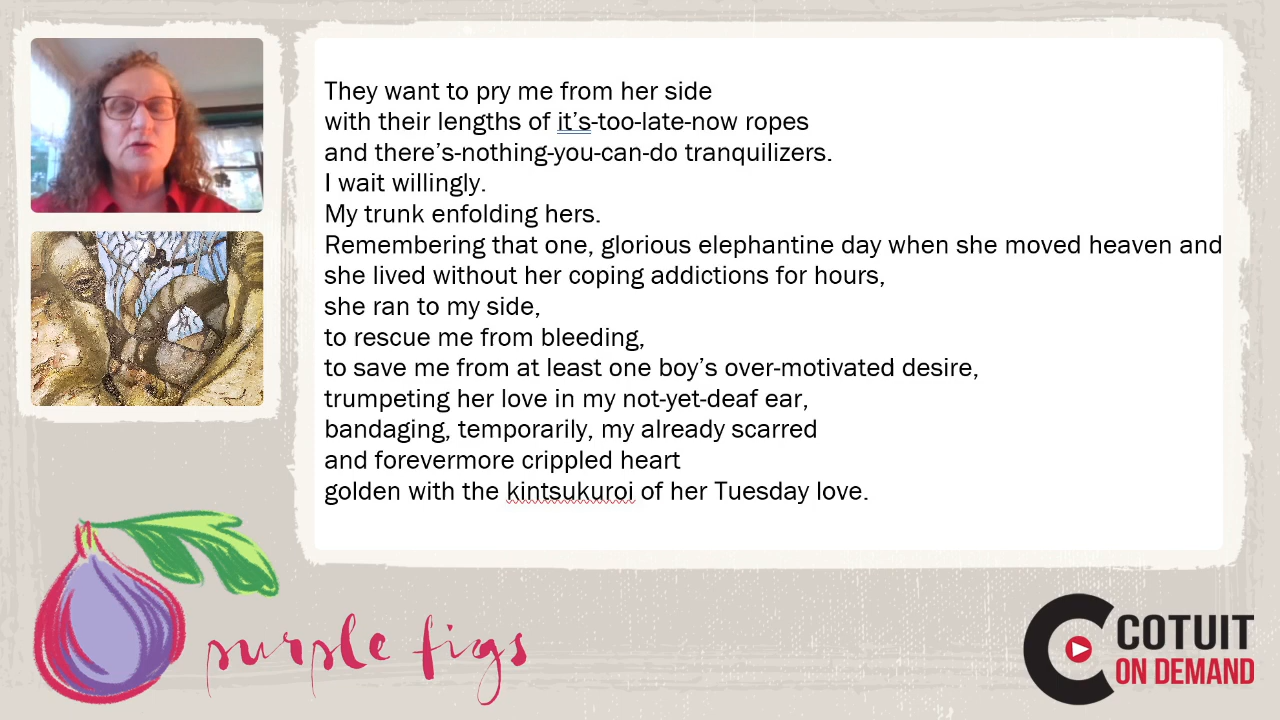 They want to pry me from her side
with their lengths of it’s-too-late-now ropes
and there’s-nothing-you-can-do tranquilizers.
I wait willingly.
My trunk enfolding hers.
Remembering that one, glorious elephantine day when she moved heaven and
she lived without her coping addictions for hours,
she ran to my side,
to rescue me from bleeding,
to save me from at least one boy’s over-motivated desire,
trumpeting her love in my not-yet-deaf ear,
bandaging, temporarily, my already scarred
and forevermore crippled heart
golden with the kintsukuroi of her Tuesday love.
purple figs
COTUIT
ON DEMAND